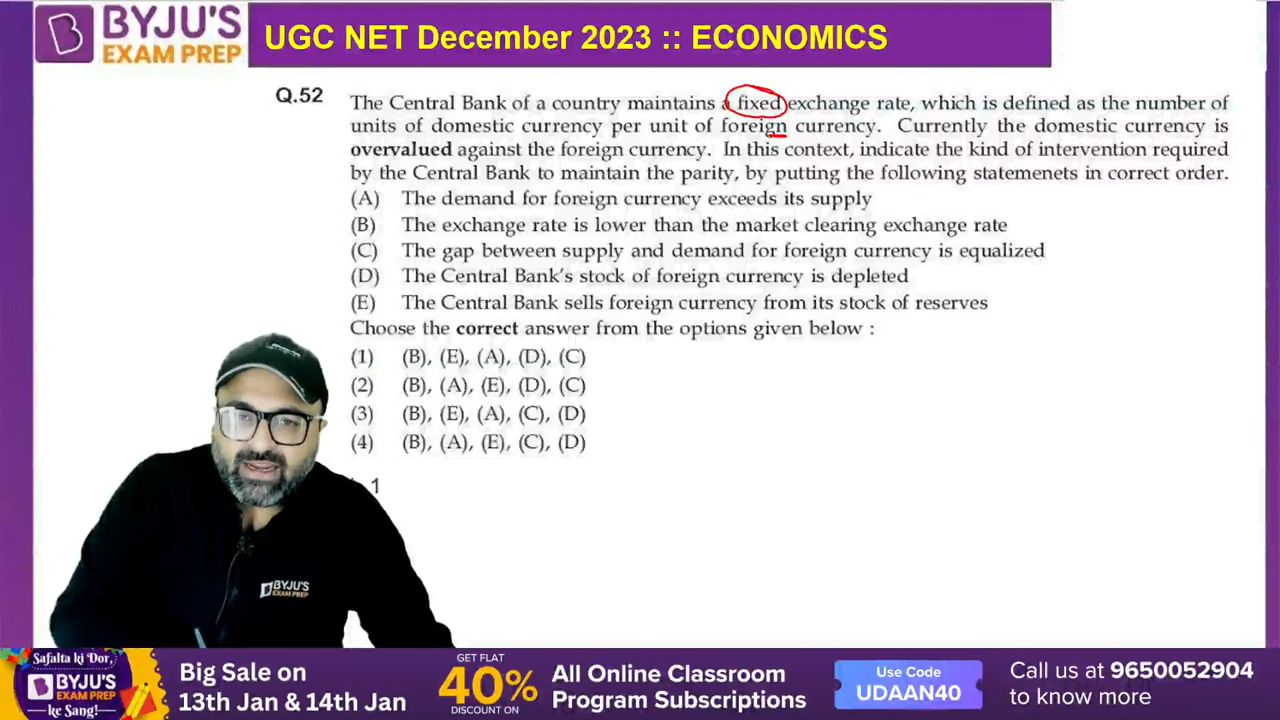 BYJU'S
EXAM PREP
UGC NET December 2023 :: ECONOMICS
Q.52
The Central Bank of a country maintains a fixed exchange rate, which is defined as the number of
units of domestic currency per unit of foreign currency. Currently the domestic currency is
overvalued against the foreign currency. In this context, indicate the kind of intervention required
by the Central Bank to maintain the parity, by putting the following statemenets in correct order.
(A) The demand for foreign currency exceeds its supply
(B) The exchange rate is lower than the market clearing exchange rate
(C) The gap between supply and demand for foreign currency is equalized
(D) The Central Bank's stock of foreign currency is depleted
(E) The Central Bank sells foreign currency from its stock of reserves
Choose the correct answer from the options given below :
(1) (B), (E), (A), (D), (C)
(2) (B), (A), (E), (D), (C)
(3) (B), (E), (A), (C), (D)
(4) (B), (A), (E), (C), (D)
1
BYJU'S
EXAM PREP
Safalta ki Dor,
BYJU'S
EXAM PREP
ke Sang!
Big Sale on
13th Jan & 14th Jan
GET FLAT
40%
DISCOUNT ON
All Online Classroom
Program Subscriptions
Use Code
UDAAN40
Call us at 9650052904
to know more